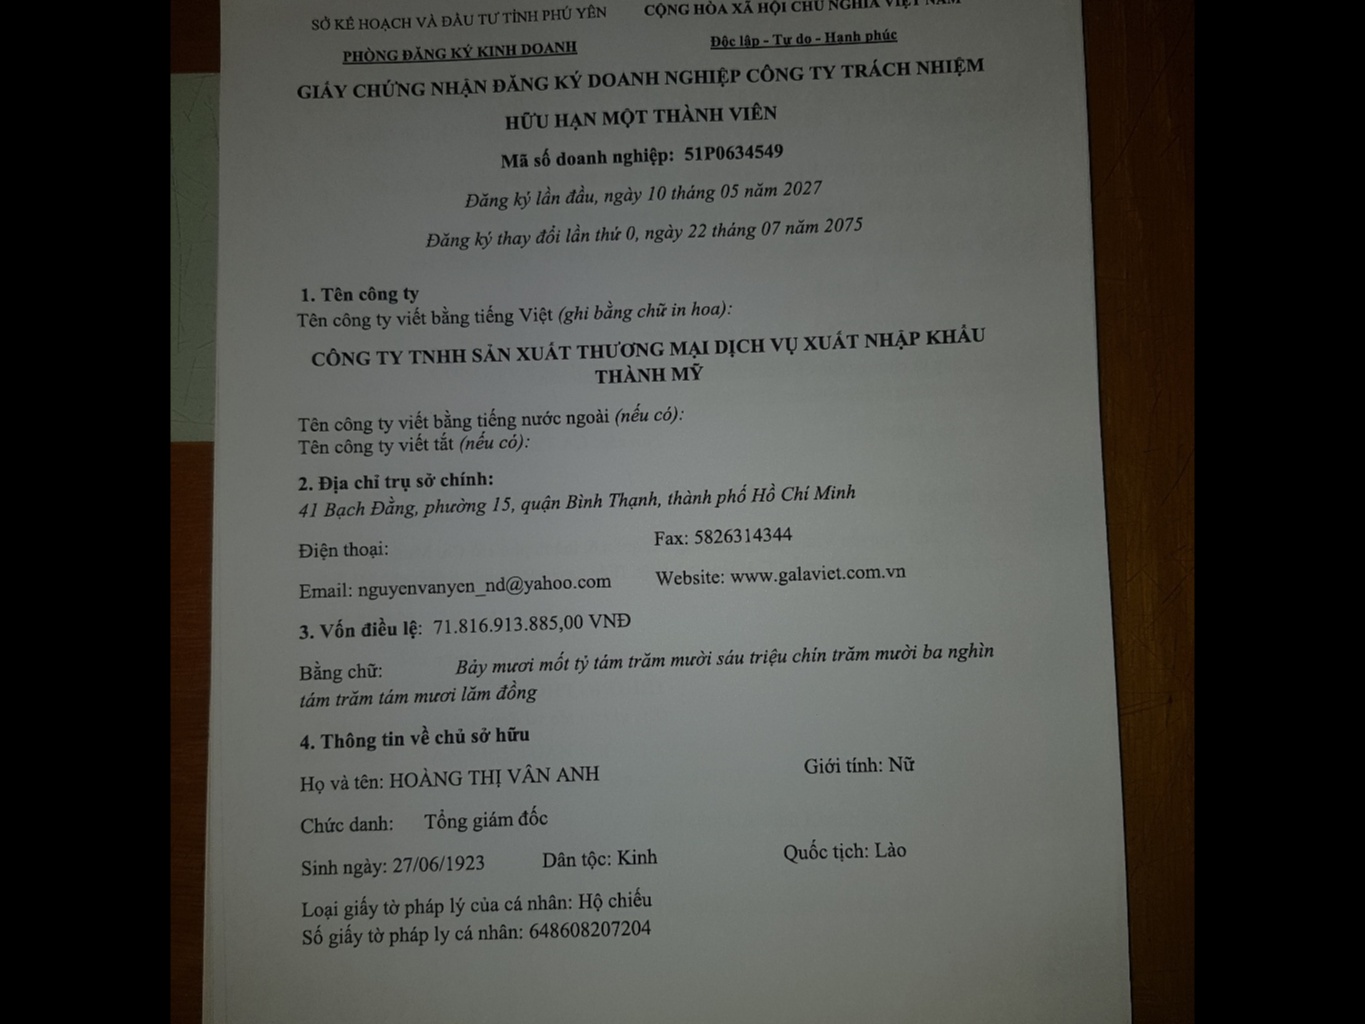 SỞ KẾ HOẠCH VÀ ĐẦU TƯ TỈNH PHÚ YÊN CỘNG HÒA XÃ HỘI CHỦ NGHĨA VIỆT NAM
PHÒNG ĐĂNG KÝ KINH DOANH Độc lập - Tự do - Hạnh phúc
GIẤY CHỨNG NHẬN ĐĂNG KÝ DOANH NGHIỆP CÔNG TY TRÁCH NHIỆM
HỮU HẠN MỘT THÀNH VIÊN
Mã số doanh nghiệp: 51P0634549
Đăng ký lần đầu, ngày 10 tháng 05 năm 2027
Đăng ký thay đổi lần thứ 0, ngày 22 tháng 07 năm 2075
1. Tên công ty
Tên công ty viết bằng tiếng Việt (ghi bằng chữ in hoa):
CÔNG TY TNHH SẢN XUẤT THƯƠNG MẠI DỊCH VỤ XUẤT NHẬP KHẨU
THÀNH MỸ
Tên công ty viết bằng tiếng nước ngoài (nếu có):
Tên công ty viết tắt (nếu có):
2. Địa chỉ trụ sở chính:
41 Bạch Đằng, phường 15, quận Bình Thạnh, thành phố Hồ Chí Minh
Điện thoại: Fax: 5826314344
Email: nguyenvanyen_nd@yahoo.com Website: www.galaviet.com.vn
3. Vốn điều lệ: 71.816.913.885,00 VNĐ
Bằng chữ: Bảy mươi mốt tỷ tám trăm mười sáu triệu chín trăm mười ba nghìn
tám trăm tám mươi lăm đồng
4. Thông tin về chủ sở hữu
Họ và tên: HOÀNG THỊ VÂN ANH Giới tính: Nữ
Chức danh: Tổng giám đốc
Sinh ngày: 27/06/1923 Dân tộc: Kinh Quốc tịch: Lào
Loại giấy tờ pháp lý của cá nhân: Hộ chiếu
Số giấy tờ pháp ly cá nhân: 648608207204